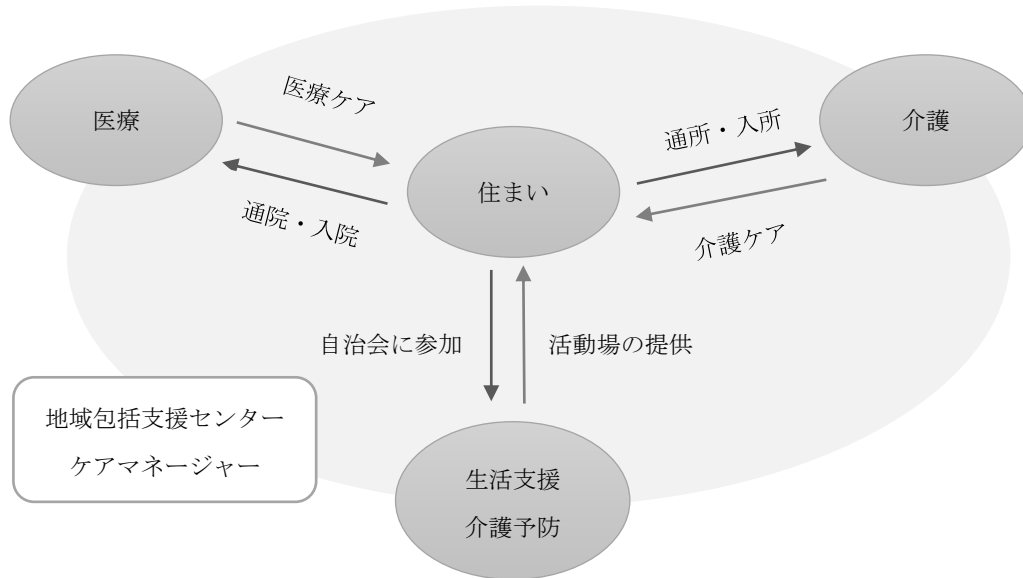 医療
医療ケア
通院・入院
住まい
通所・入所
介護ケア
介護
自治会に参加
活動場の提供
地域包括支援センター
ケアマネージャー
生活支援
介護予防